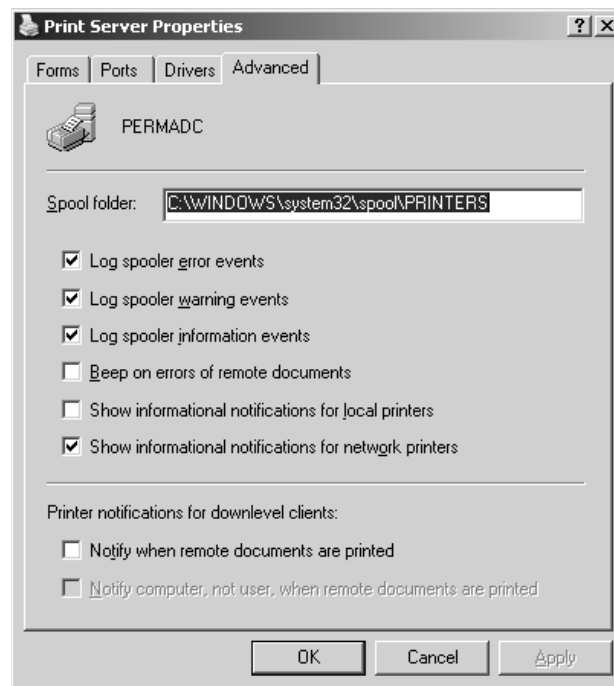 Print Server Properties
Forms
Ports
Drivers
Advanced
PERMADC
Spool folder: C:\WINDOWS\system32\spool\PRINTERS
Log spooler error events
Log spooler warning events
Log spooler information events
Beep on errors of remote documents
Show informational notifications for local printers
Show informational notifications for network printers
Printer notifications for downlevel clients:
Notify when remote documents are printed
Notify computer, not user, when remote documents are printed
OK
Cancel
Apply